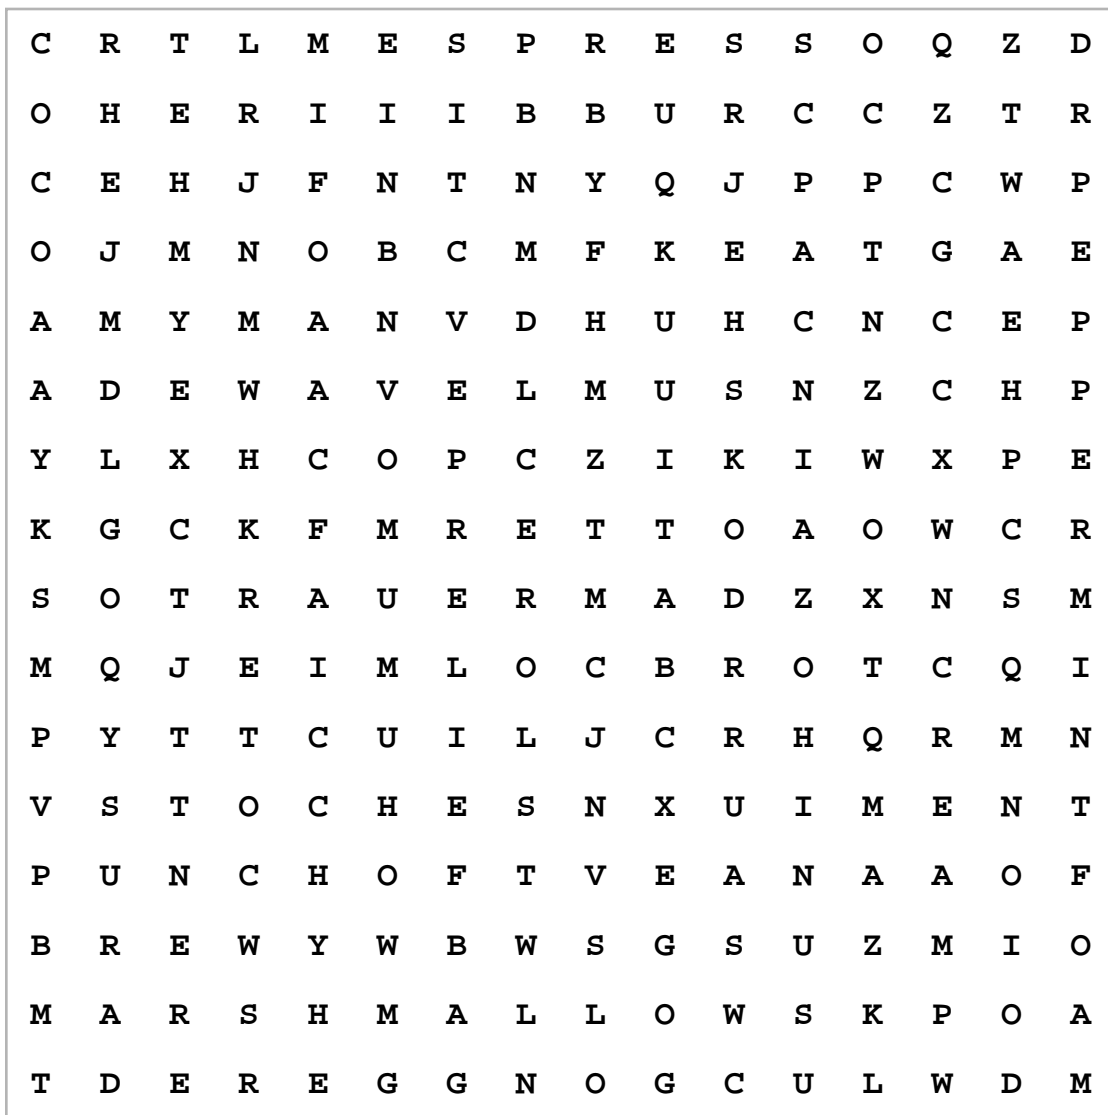 C R T L M E S P R E S S O Q Z D
O H E R I I I B B U R C C Z T R
C E H J F N T N Y Q J P P C W P
O J M N O B C M F K E A T G A E
A M Y M A N V D H U H C N C E P
A D E W A V E L M U S N Z C H P
Y L X H C O P C Z I K I W X P E
K G C K F M R E T T O A O W C R
S O T R A U E R M A D Z X N S M
M Q J E I M L O C B R O T C Q I
P Y T T C U I L J C R H Q R M N
V S T O C H E S N X U I M E N T
P U N C H O F T V E A N A A O F
B R E W Y W B W S G S U Z M I O
M A R S H M A L L O W S K P O A
T D E R E G G N O G C U L W D M